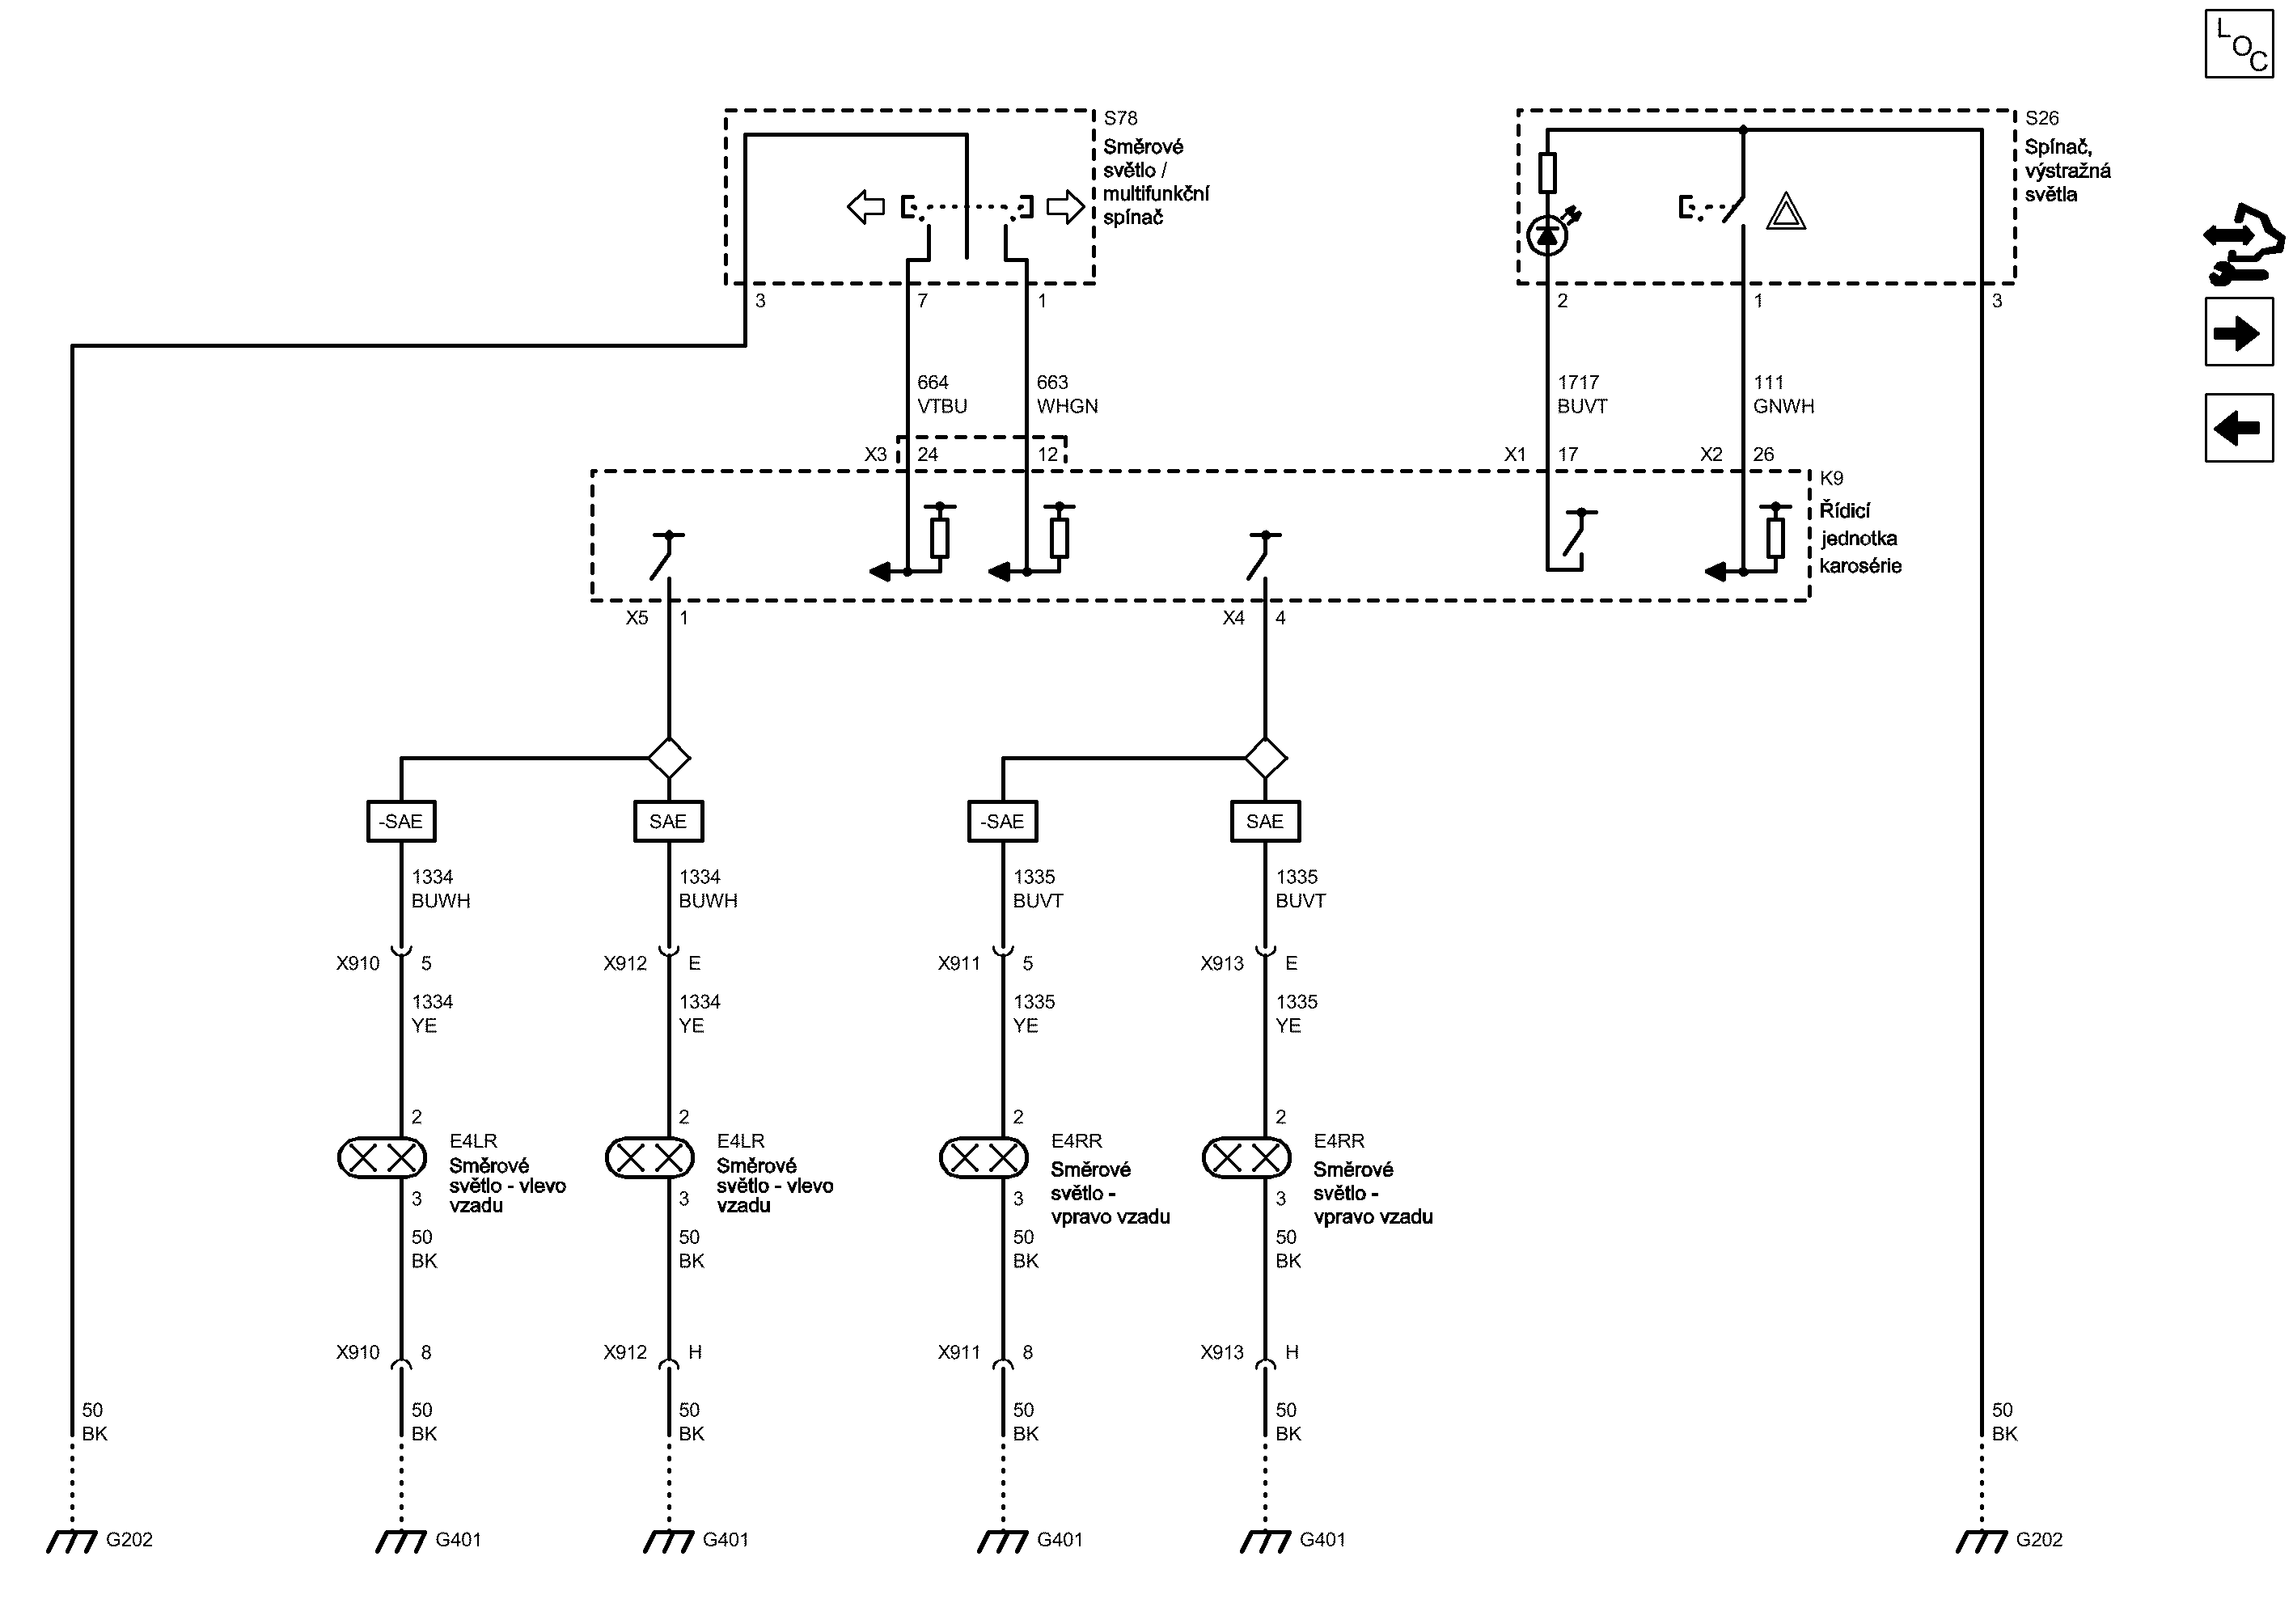 LOC
S78
Směrové
světlo /
multifunkční
spínač
S26
Spínač,
výstražná
světla
3
7
1
2
1
3
664
VTBU
663
WHGN
1717
BUVT
111
GNWH
X3
24
12
X1
17
X2
26
K9
Řídicí
jednotka
karosérie
X5
1
X4
4
-SAE
SAE
-SAE
SAE
1334
BUWH
1334
BUWH
1335
BUVT
1335
BUVT
X910
5
X912
E
X911
5
X913
E
1334
YE
1334
YE
1335
YE
1335
YE
2
E4LR
Směrové
světlo - vlevo
vzadu
3
2
E4LR
Směrové
světlo - vlevo
vzadu
3
2
E4RR
Směrové
světlo -
vpravo vzadu
3
2
E4RR
Směrové
světlo -
vpravo vzadu
3
50
BK
50
BK
50
BK
50
BK
X910
8
X912
H
X911
8
X913
H
50
BK
50
BK
50
BK
50
BK
50
BK
50
BK
G202
G401
G401
G401
G401
G202